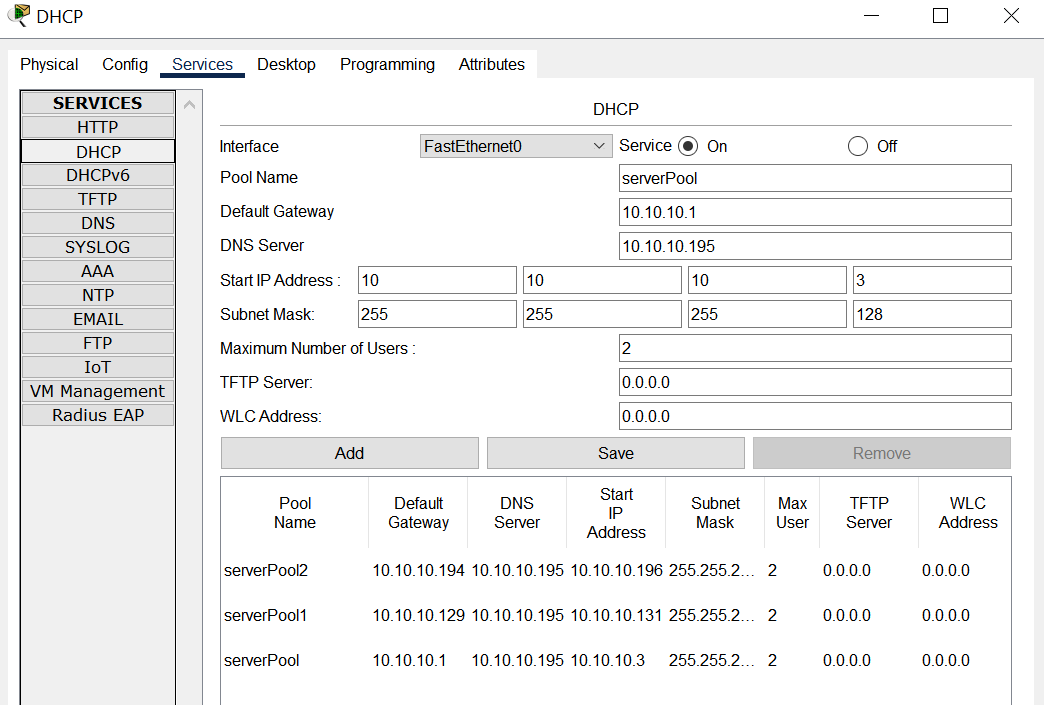 DHCP
Physical Config Services Desktop Programming Attributes
SERVICES
HTTP
DHCP
DHCPv6
TFTP
DNS
SYSLOG
AAA
NTP
EMAIL
FTP
IoT
VM Management
Radius EAP
DHCP
Interface FastEthernet0 Service On Off
Pool Name serverPool
Default Gateway 10.10.10.1
DNS Server 10.10.10.195
Start IP Address : 10 10 10 3
Subnet Mask: 255 255 255 128
Maximum Number of Users : 2
TFTP Server: 0.0.0.0
WLC Address: 0.0.0.0
Add Save Remove
Pool Name Default Gateway DNS Server Start IP Address Subnet Mask Max User TFTP Server WLC Address
serverPool2 10.10.10.194 10.10.10.195 10.10.10.196 255.255.2... 2 0.0.0.0 0.0.0.0
serverPool1 10.10.10.129 10.10.10.195 10.10.10.131 255.255.2... 2 0.0.0.0 0.0.0.0
serverPool 10.10.10.1 10.10.10.195 10.10.10.3 255.255.2... 2 0.0.0.0 0.0.0.0